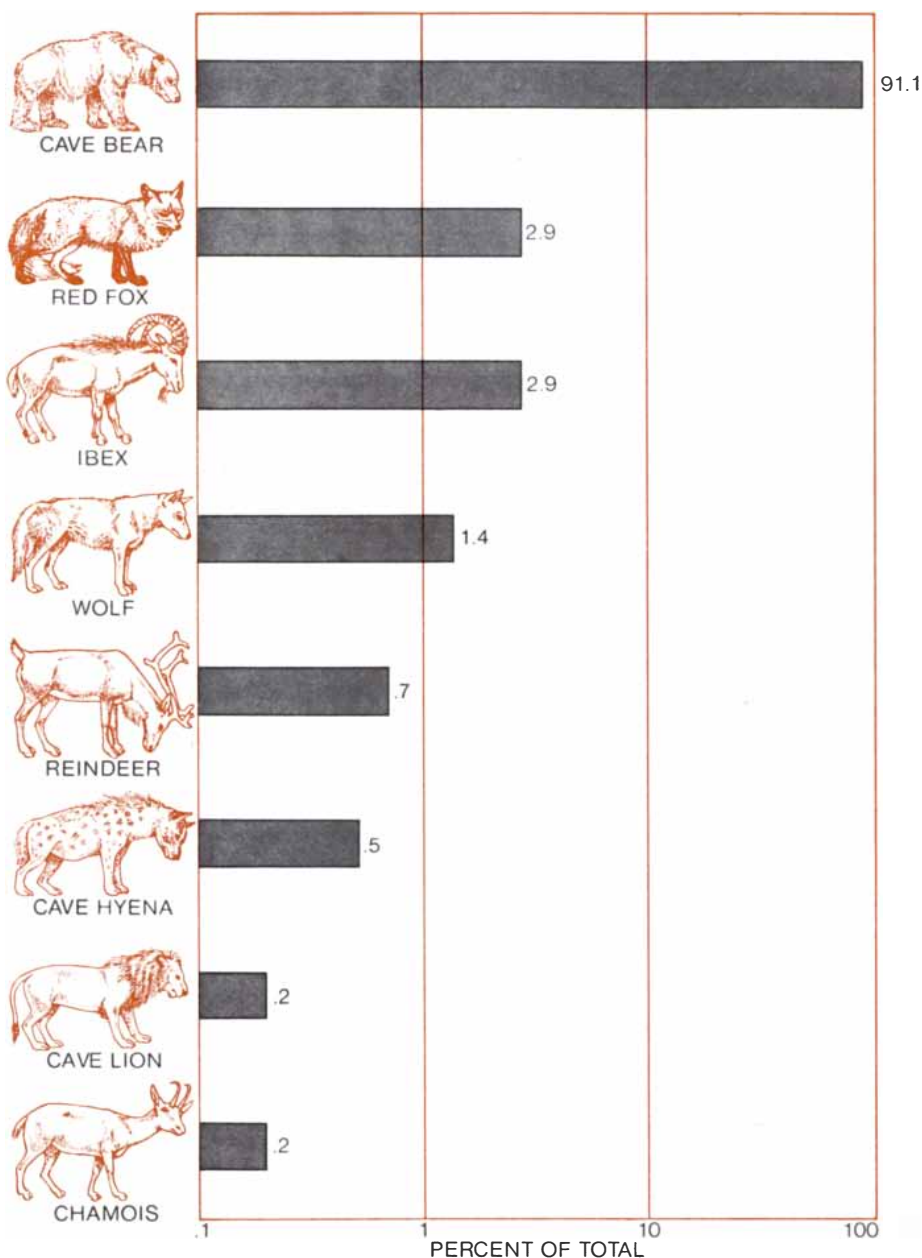 91.1
CAVE BEAR
2.9
RED FOX
2.9
IBEX
1.4
WOLF
.7
REINDEER
.5
CAVE HYENA
.2
CAVE LION
.2
CHAMOIS
.1 1 10 100
PERCENT OF TOTAL